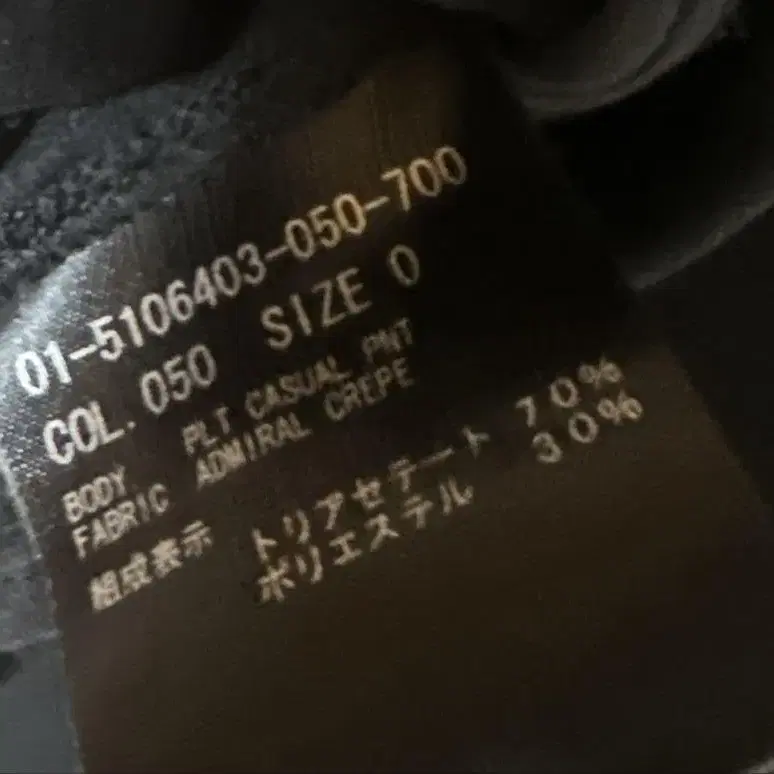 01-5106403-050-700
COL. 050 SIZE 0
BODY PLT CASUAL PNT
FABRIC ADMIRAL CREPE
組成表示 トリアセテート 70%
ポリエステル 30%